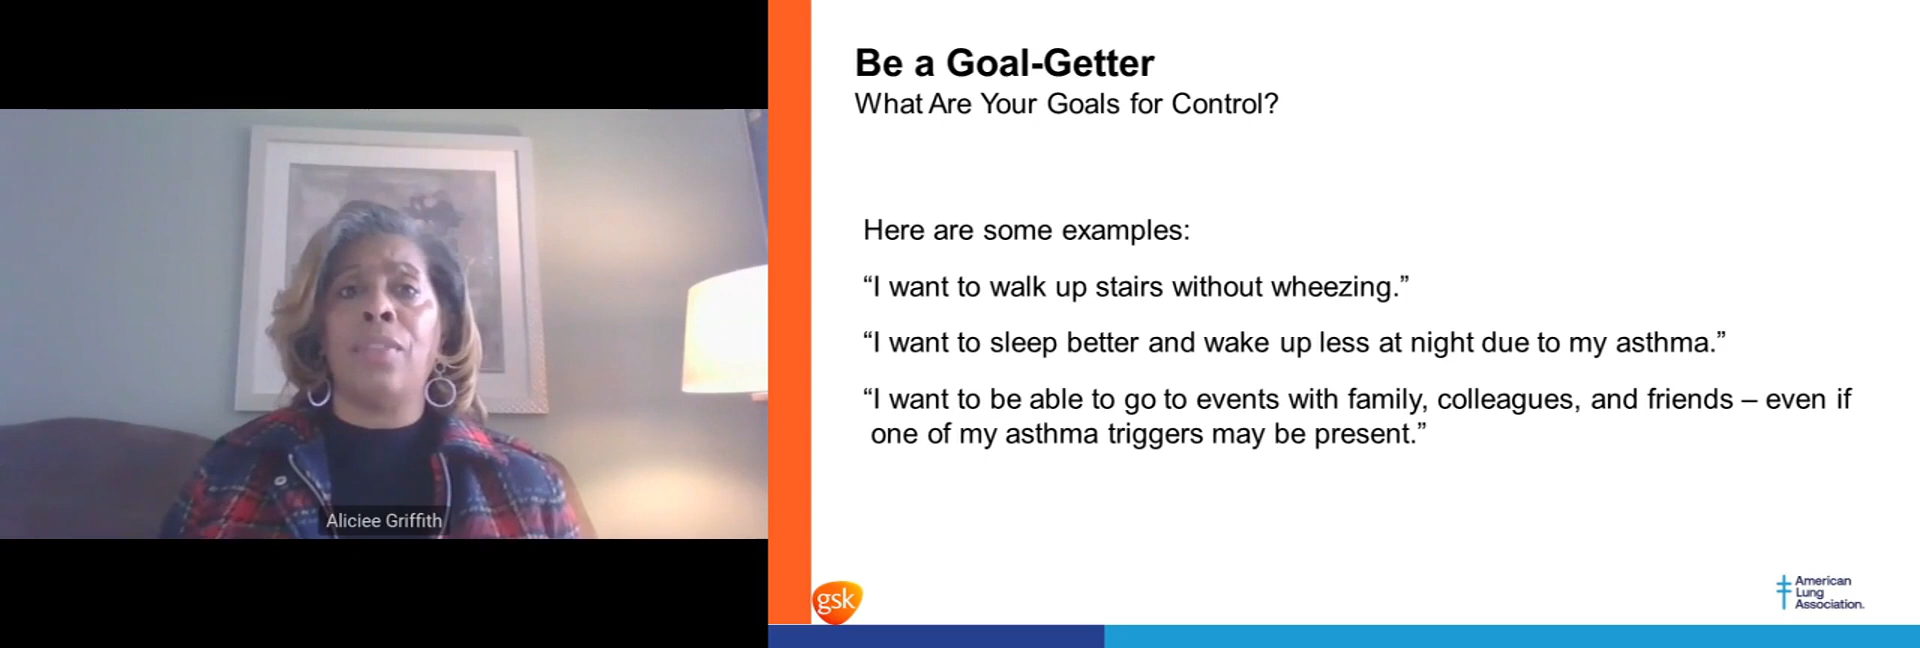 Aliciee Griffith
Be a Goal-Getter
What Are Your Goals for Control?
Here are some examples:
“I want to walk up stairs without wheezing.”
“I want to sleep better and wake up less at night due to my asthma.”
“I want to be able to go to events with family, colleagues, and friends – even if
one of my asthma triggers may be present.”
gsk
American
Lung
Association.